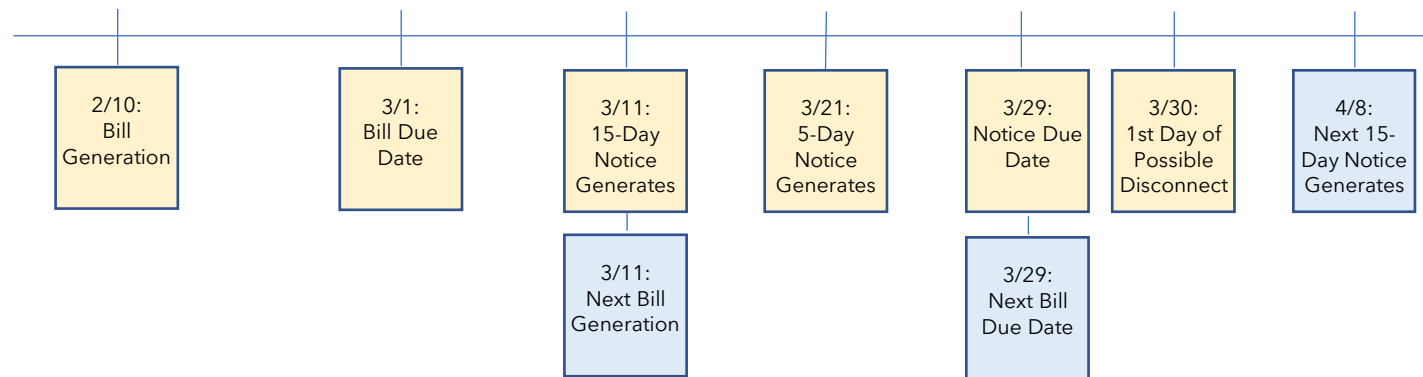 2/10:
Bill
Generation
3/1:
Bill Due
Date
3/11:
15-Day
Notice
Generates
3/21:
5-Day
Notice
Generates
3/29:
Notice Due
Date
3/30:
1st Day of
Possible
Disconnect
4/8:
Next 15-
Day Notice
Generates
3/11:
Next Bill
Generation
3/29:
Next Bill
Due Date